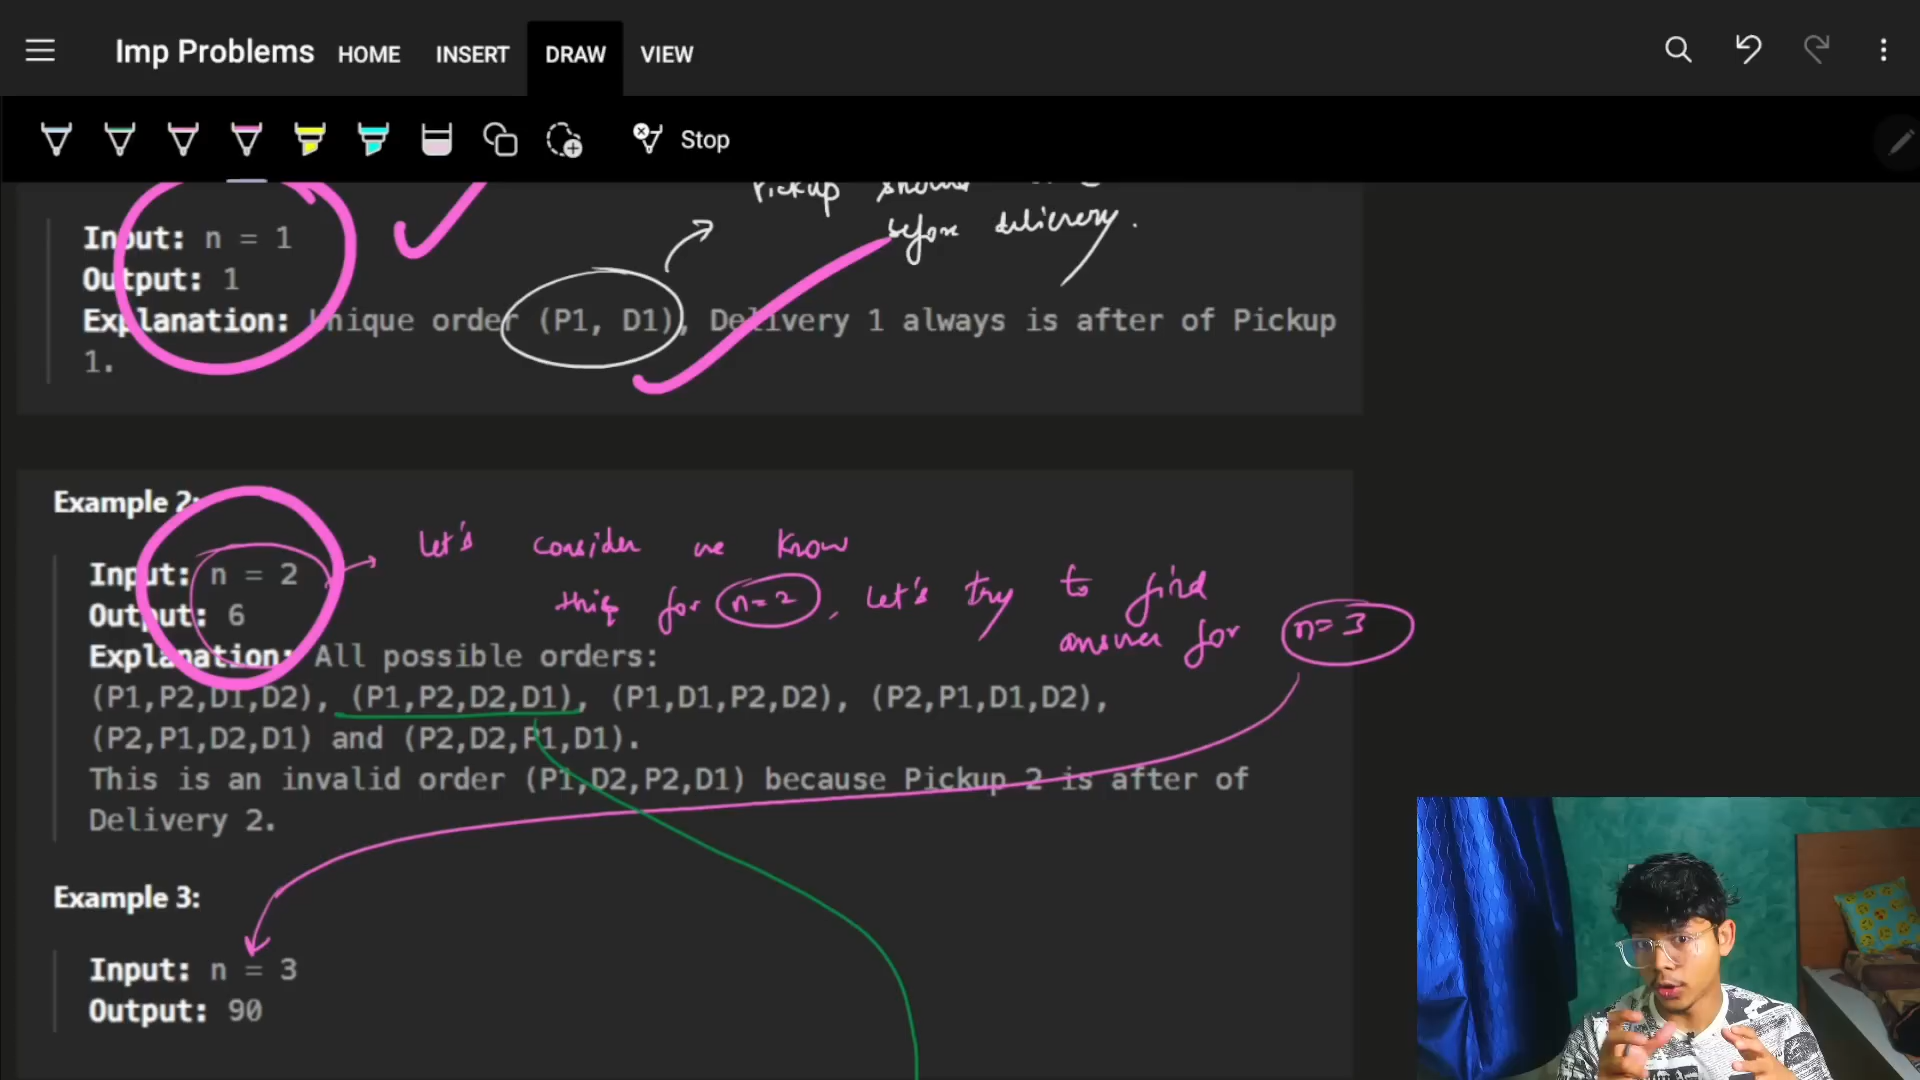 Imp Problems HOME INSERT DRAW VIEW
Stop
Pickup should
before delivery.
Input: n = 1
Output: 1
Explanation: Unique order (P1, D1), Delivery 1 always is after of Pickup
1.
Example 2:
Let's consider we know
this for n=2, Let's try to find
answer for n=3
Input: n = 2
Output: 6
Explanation: All possible orders:
(P1,P2,D1,D2), (P1,P2,D2,D1), (P1,D1,P2,D2), (P2,P1,D1,D2),
(P2,P1,D2,D1) and (P2,D2,P1,D1).
This is an invalid order (P1,D2,P2,D1) because Pickup 2 is after of
Delivery 2.
Example 3:
Input: n = 3
Output: 90